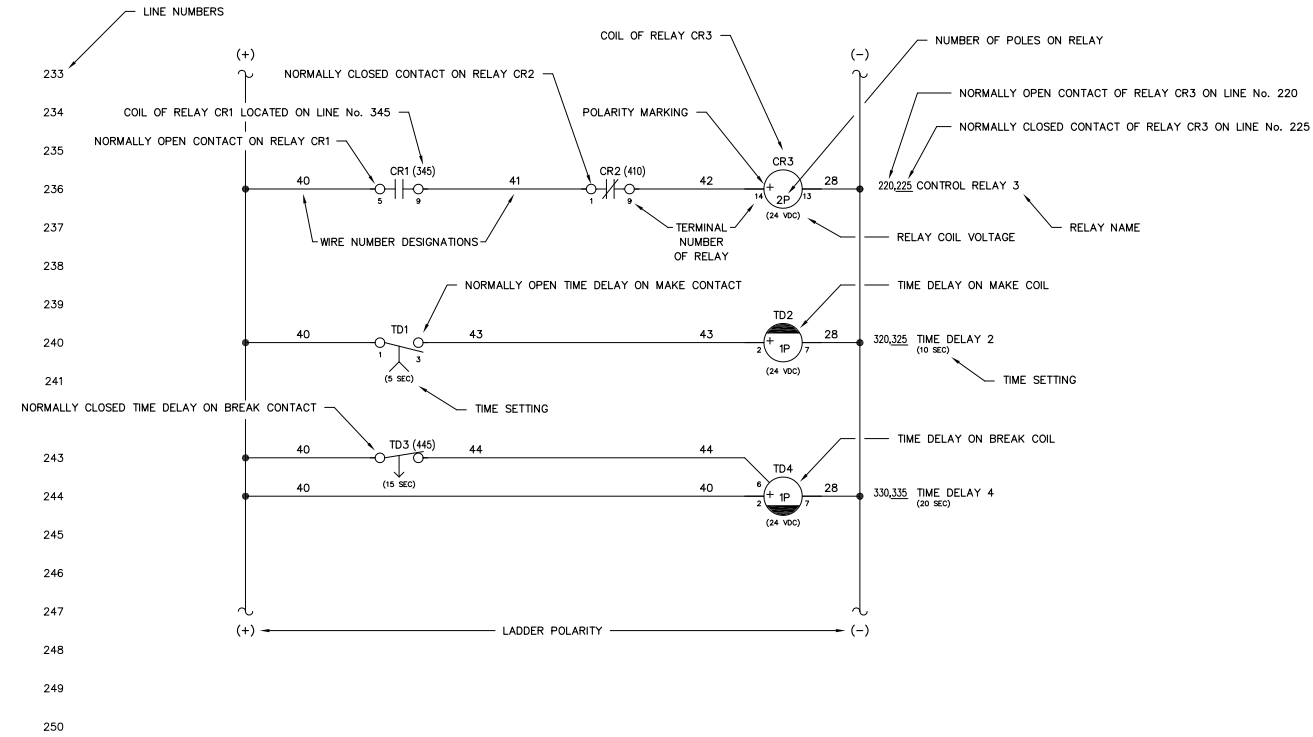 LINE NUMBERS
COIL OF RELAY CR3
NUMBER OF POLES ON RELAY
(+)
(-)
233
NORMALLY CLOSED CONTACT ON RELAY CR2
NORMALLY OPEN CONTACT OF RELAY CR3 ON LINE No. 220
234
COIL OF RELAY CR1 LOCATED ON LINE No. 345
POLARITY MARKING
NORMALLY CLOSED CONTACT OF RELAY CR3 ON LINE No. 225
235
NORMALLY OPEN CONTACT ON RELAY CR1
CR3
CR1 (345)
CR2 (410)
236
40
41
42
+
28
220,225 CONTROL RELAY 3
5
9
1
9
14
2P
13
(24 VDC)
237
WIRE NUMBER DESIGNATIONS
TERMINAL
NUMBER
OF RELAY
RELAY COIL VOLTAGE
RELAY NAME
238
239
NORMALLY OPEN TIME DELAY ON MAKE CONTACT
TIME DELAY ON MAKE COIL
TD2
240
40
TD1
43
43
+
28
320,325 TIME DELAY 2
1
3
2
1P
7
(10 SEC)
(5 SEC)
(24 VDC)
241
TIME SETTING
NORMALLY CLOSED TIME DELAY ON BREAK CONTACT
TIME SETTING
TIME DELAY ON BREAK COIL
243
40
TD3 (445)
44
44
TD4
(15 SEC)
6
244
40
40
+
1P
28
330,335 TIME DELAY 4
2
7
(20 SEC)
(24 VDC)
245
246
247
(+)
LADDER POLARITY
(-)
248
249
250